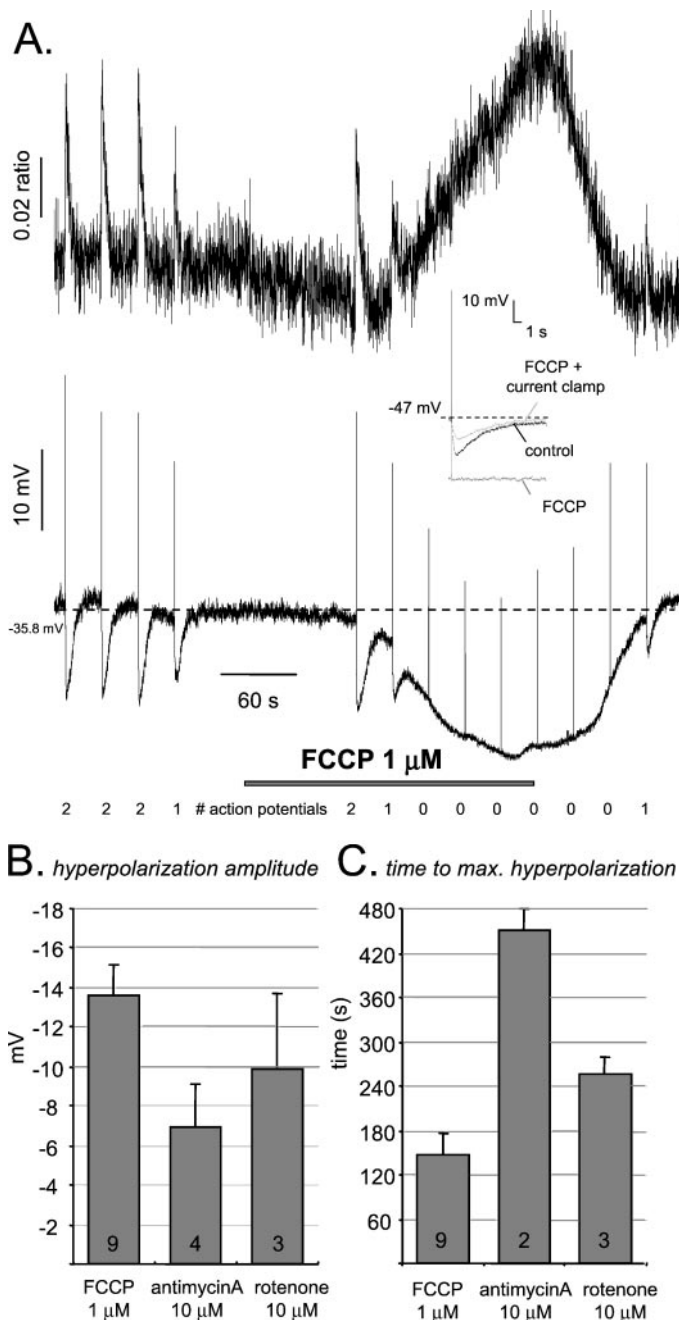 A.
0.02 ratio
10 mV
1 s
FCCP +
current clamp
-47 mV
control
FCCP
10 mV
-35.8 mV
60 s
FCCP 1 μM
2 2 2 1 # action potentials 2 1 0 0 0 0 0 0 1
B. hyperpolarization amplitude
-18
-16
-14
-12
-10
-8
-6
-4
-2
mV
9 4 3
FCCP antimycinA rotenone
1 μM 10 μM 10 μM
C. time to max. hyperpolarization
480
420
360
300
240
180
120
60
time (s)
9 2 3
FCCP antimycinA rotenone
1 μM 10 μM 10 μM